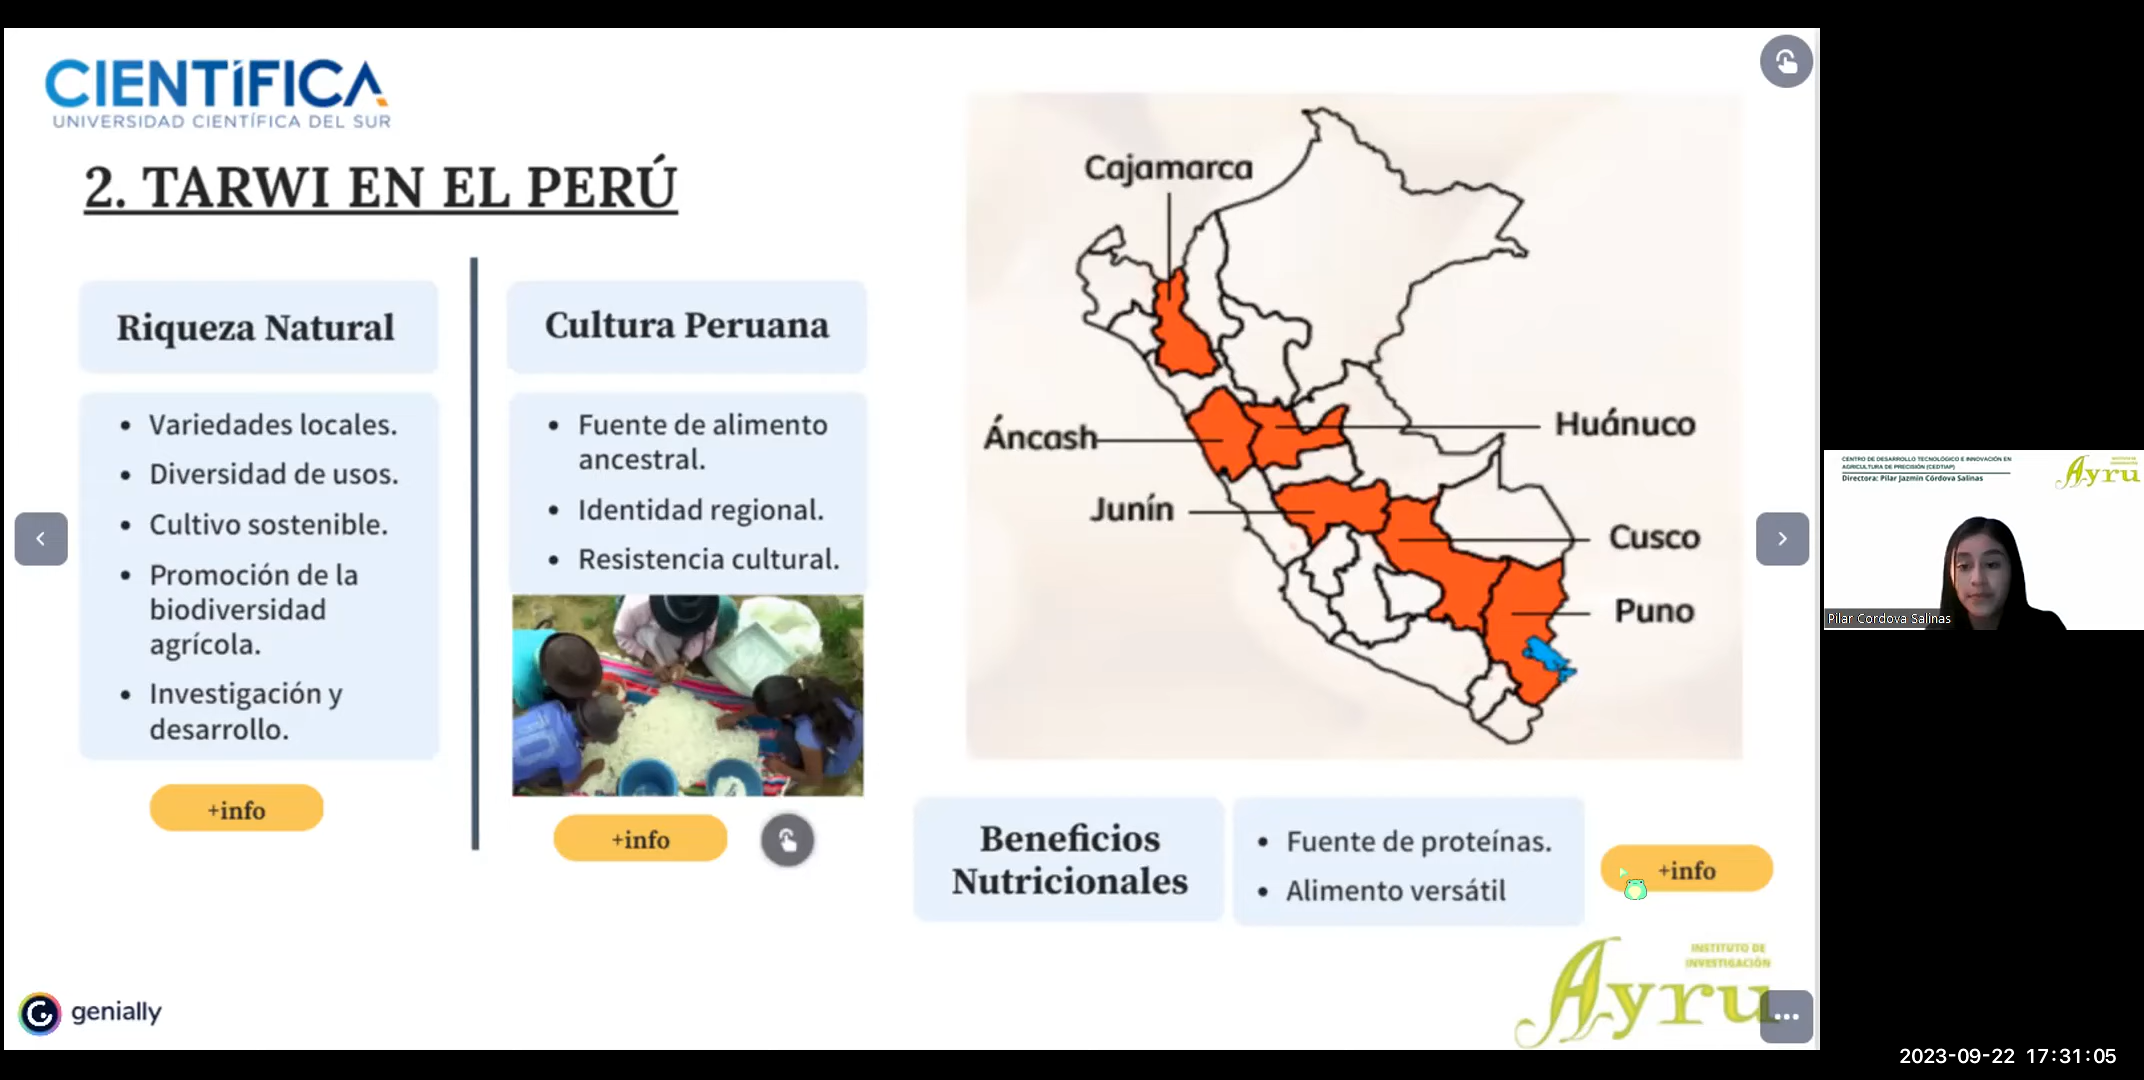 CIENTÍFICA
UNIVERSIDAD CIENTÍFICA DEL SUR
2. TARWI EN EL PERÚ
Riqueza Natural
• Variedades locales.
• Diversidad de usos.
• Cultivo sostenible.
• Promoción de la
biodiversidad
agrícola.
• Investigación y
desarrollo.
+info
Cultura Peruana
• Fuente de alimento
ancestral.
• Identidad regional.
• Resistencia cultural.
+info
Cajamarca
Áncash
Huánuco
Junín
Cusco
Puno
Beneficios
Nutricionales
• Fuente de proteínas.
• Alimento versátil
+info
INSTITUTO DE
INVESTIGACIÓN
Ayru
genially
CENTRO DE DESARROLLO TECNOLÓGICO E INNOVACIÓN EN
AGRICULTURA DE PRECISIÓN (CEDTIAP)
Directora: Pilar Jazmín Córdova Salinas
Ayru
Pilar Cordova Salinas
2023-09-22 17:31:05